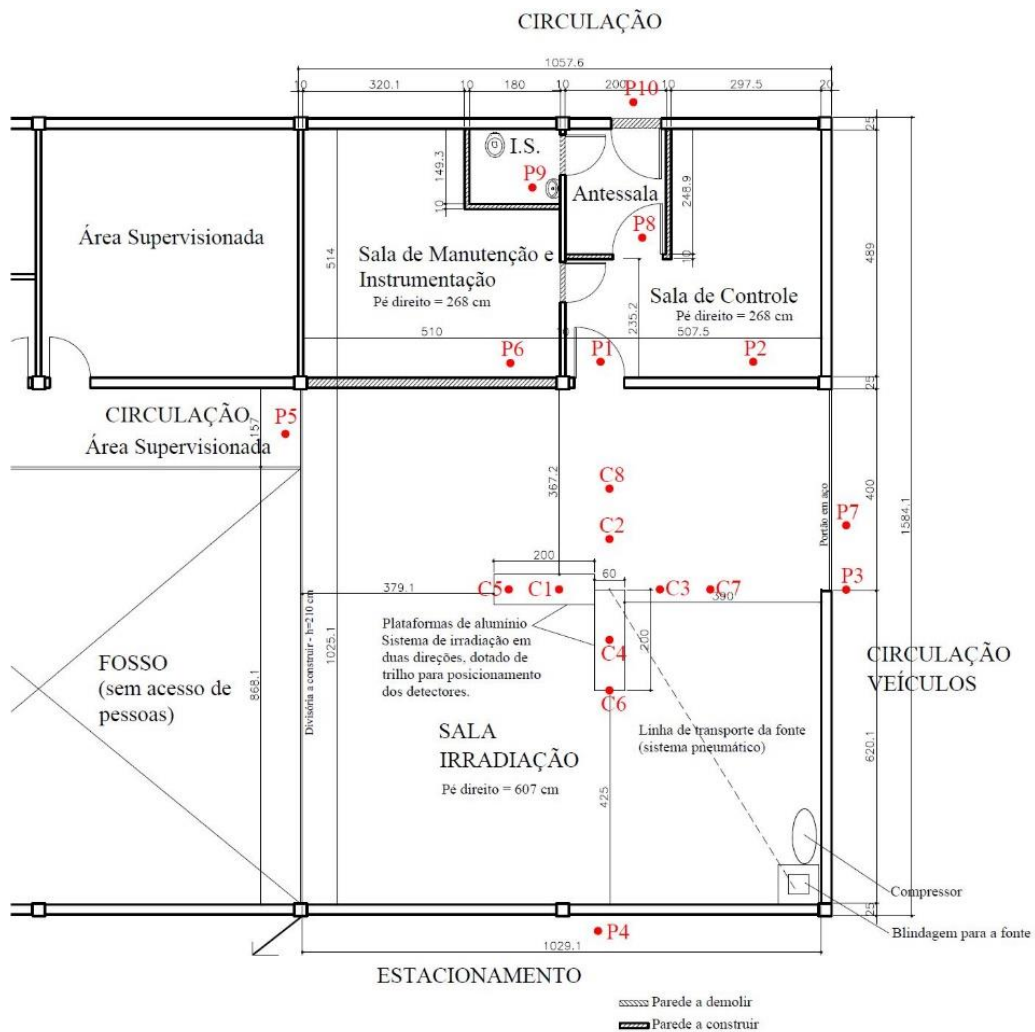 CIRCULAÇÃO
1057.6
10
320.1
10
180
10
200
10
297.5
20
P10
25
I.S.
149.3
P9
Antessala
248.9
10
P8
Área Supervisionada
514
Sala de Manutenção e
Instrumentação
Pé direito = 268 cm
10
489
Sala de Controle
Pé direito = 268 cm
235.2
510
10
507.5
P6
P1
P2
25
CIRCULAÇÃO
Área Supervisionada
157
P5
367.2
C8
400
1584.1
Portão em aço
P7
C2
200
60
C5
C1
C3
C7
P3
379.1
390
Plataformas de alumínio
Sistema de irradiação em
duas direções, dotado de
trilho para posicionamento
dos detectores.
200
C4
C6
FOSSO
(sem acesso de
pessoas)
868.1
Divisória a construir - h=210 cm
1025.1
CIRCULAÇÃO
VEÍCULOS
SALA
IRRADIAÇÃO
Pé direito = 607 cm
Linha de transporte da fonte
(sistema pneumático)
425
620.1
Compressor
Blindagem para a fonte
25
P4
1029.1
ESTACIONAMENTO
Parede a demolir
Parede a construir